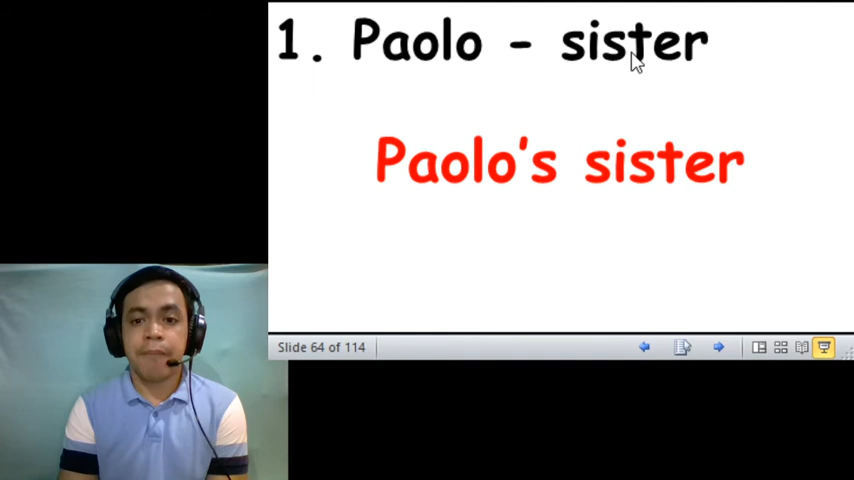 1. Paolo - sister
Paolo's sister
Slide 64 of 114